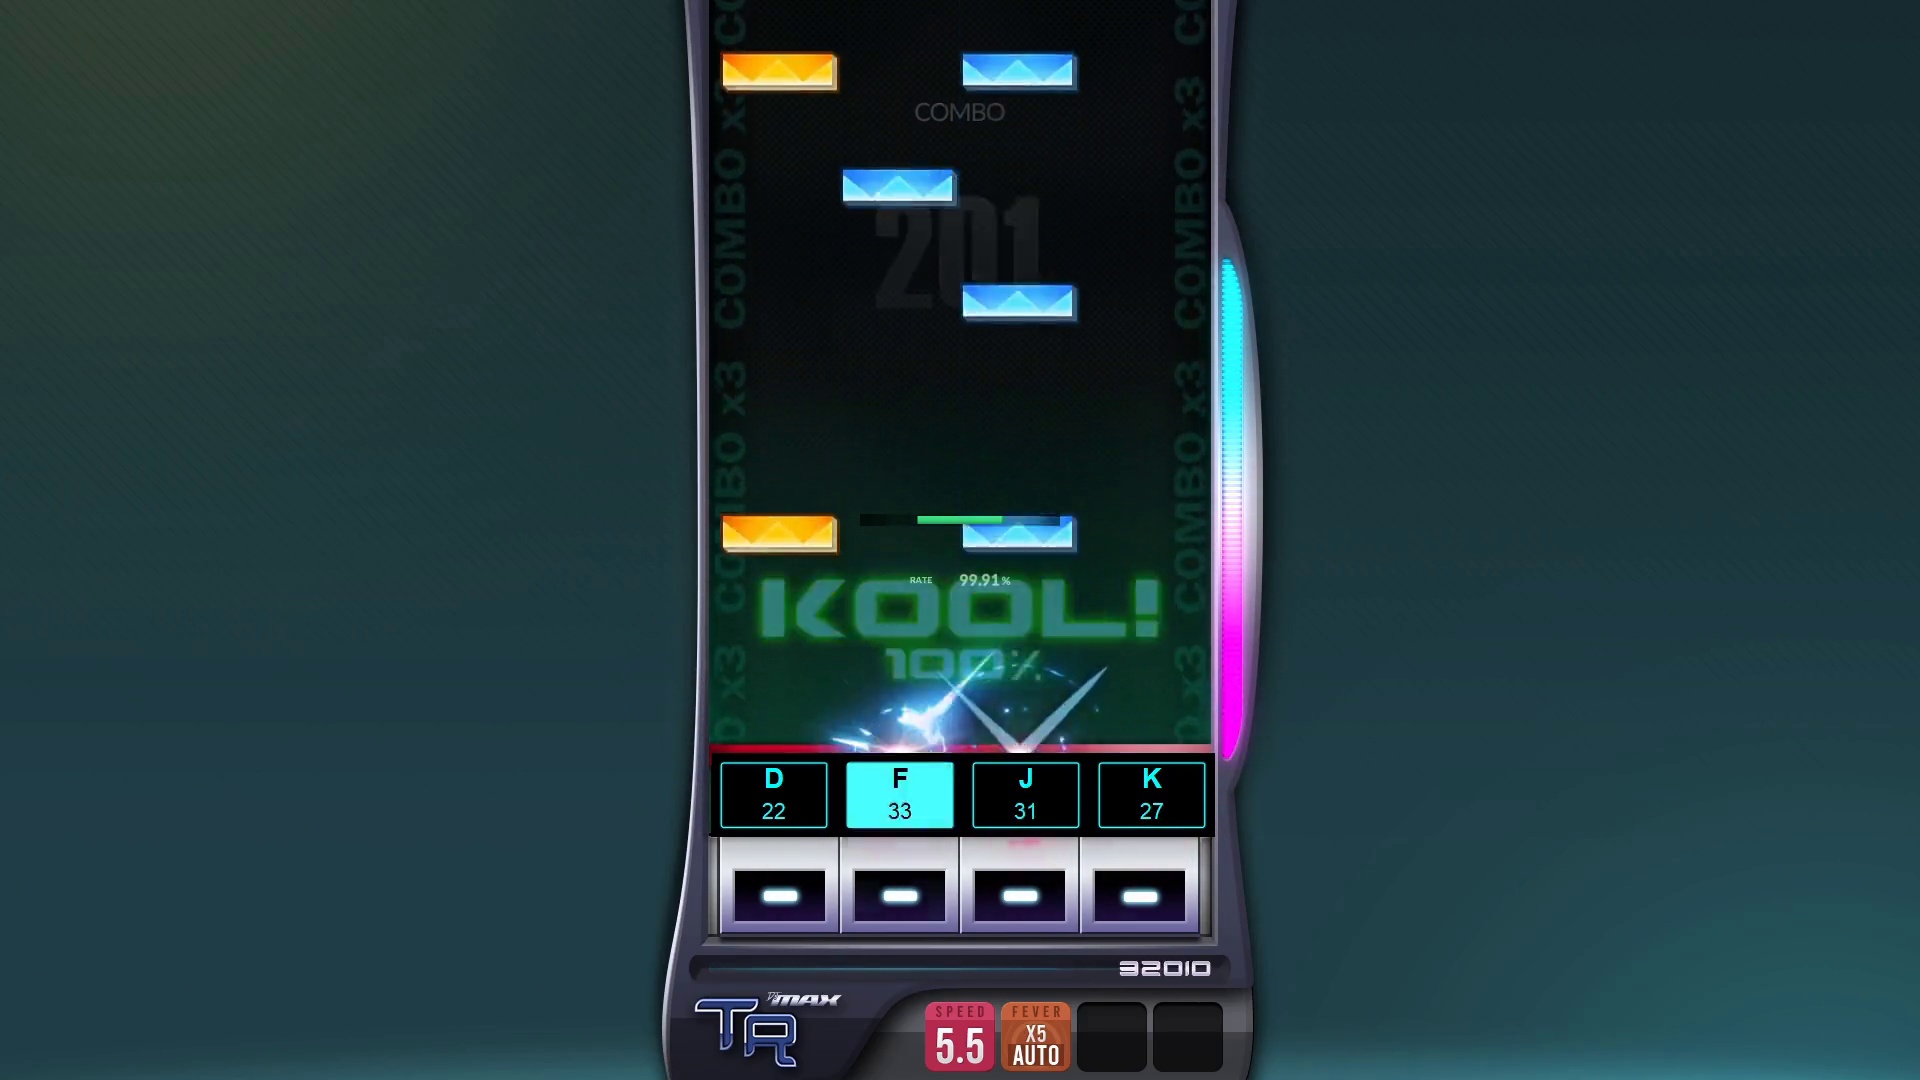 COMBO
201
COMBO x3 COMBO x3 COMBO x3
COMBO x3 COMBO x3 COMBO x3
RATE 99.91%
KOOL!
100%
D F J K
22 33 31 27
32010
MAX
TR
SPEED FEVER
5.5 X5
AUTO